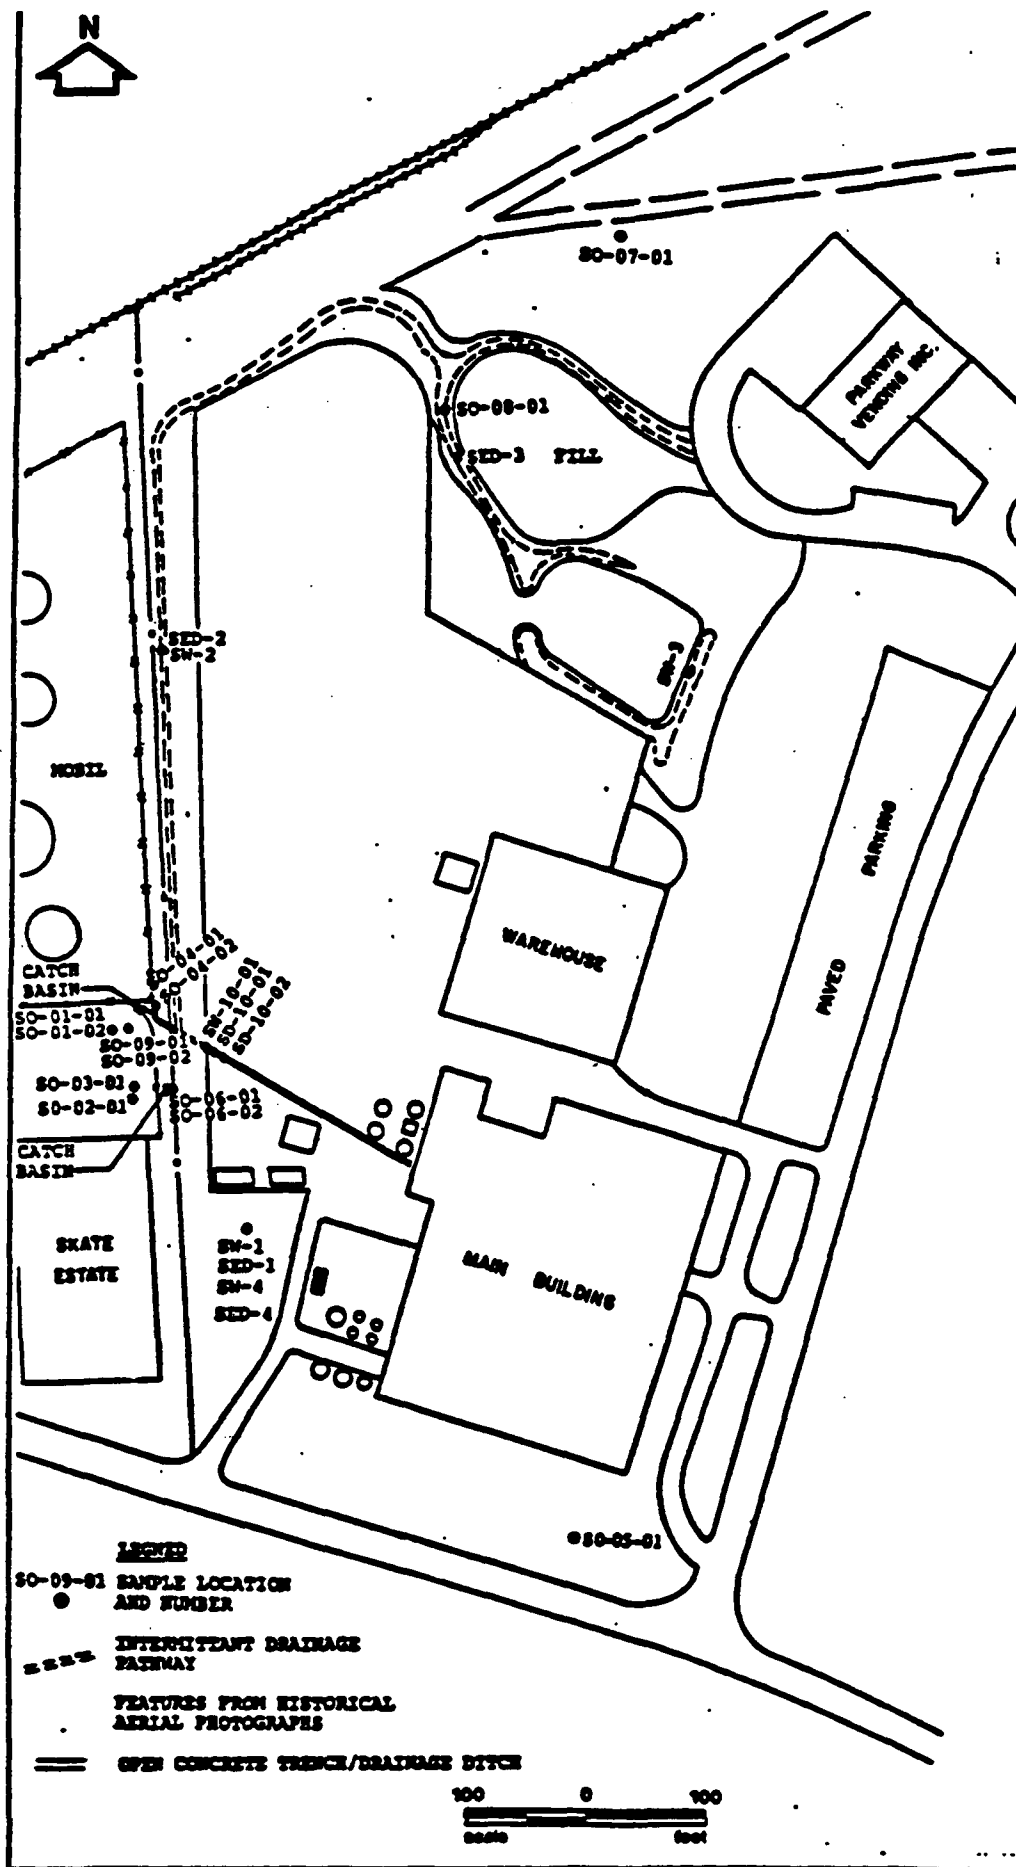 N
SO-07-01
PARKWAY
VENDING INC.
SO-08-01
SED-3 FILL
SED-2
SW-2
SW-3
MOBIL
PARKING
PAVED
WAREHOUSE
SO-04-01
SO-04-02
CATCH
BASIN
SW-10-01
SD-10-01
SD-10-02
SO-01-01
SO-01-02
SO-09-01
SO-09-02
SO-03-01
SO-02-01
SO-06-01
SO-06-02
CATCH
BASIN
SKATE
ESTATE
SW-1
SED-1
SW-4
SED-4
MAIN BUILDING
SO-05-01
LEGNED
SO-09-01 SAMPLE LOCATION
AND NUMBER
INTERMITTANT DRAINAGE
PATHWAY
FEATURES FROM HISTORICAL
AERIAL PHOTOGRAPHS
OPEN CONCRETE TRENCH/DRAINAGE DITCH
100 0 100
scale feet